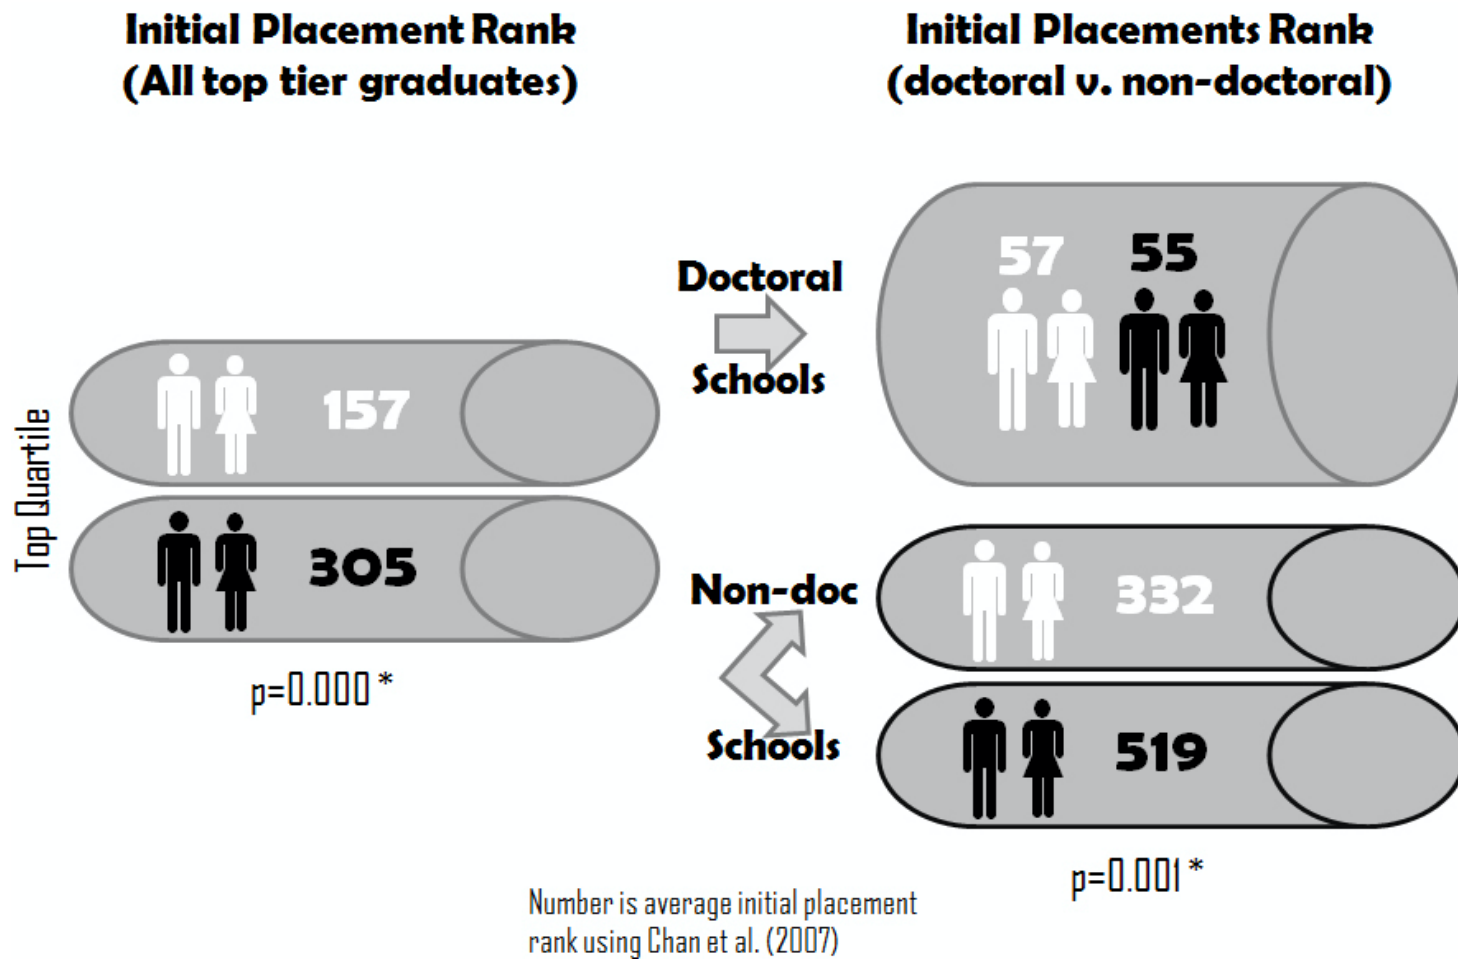 Initial Placement Rank
(All top tier graduates)
Initial Placements Rank
(doctoral v. non-doctoral)
Top Quartile
157
305
p=0.000 *
Doctoral
Schools
57 55
Non-doc
Schools
332
519
p=0.001 *
Number is average initial placement
rank using Chan et al. (2007)